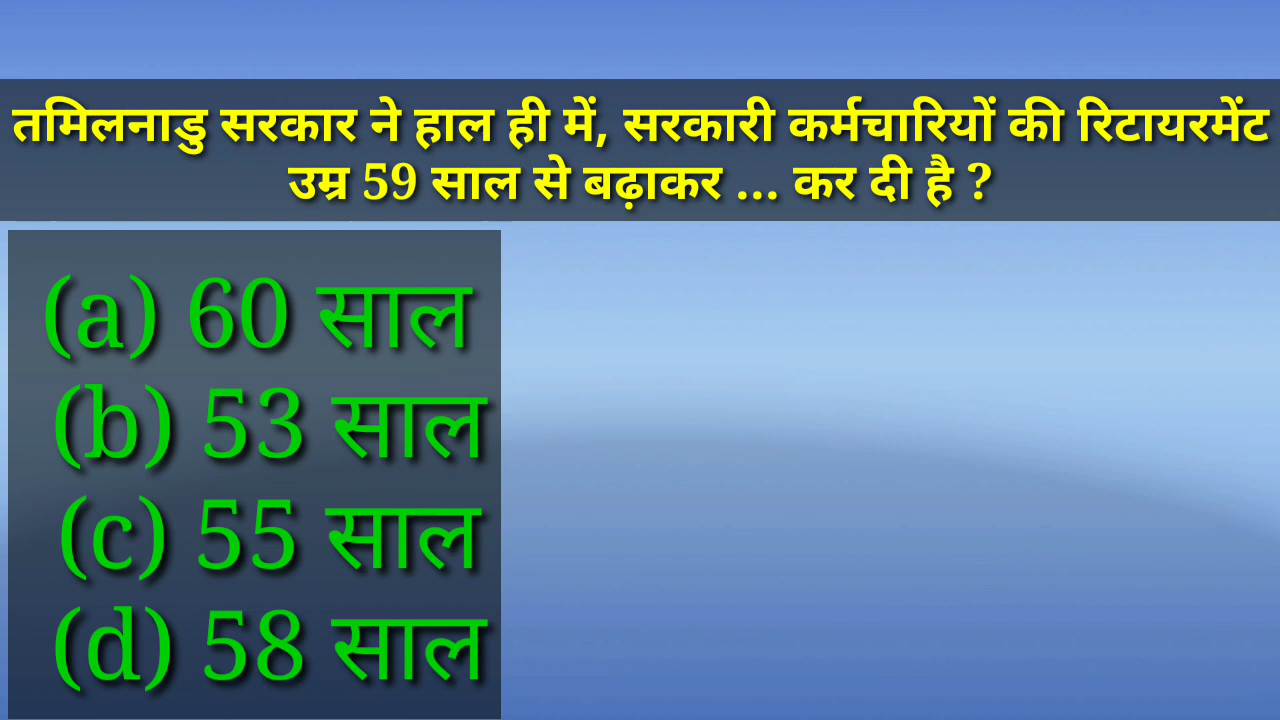 तमिलनाडु सरकार ने हाल ही में, सरकारी कर्मचारियों की रिटायरमेंट
उम्र 59 साल से बढ़ाकर ... कर दी है ?
(a) 60 साल
(b) 53 साल
(c) 55 साल
(d) 58 साल